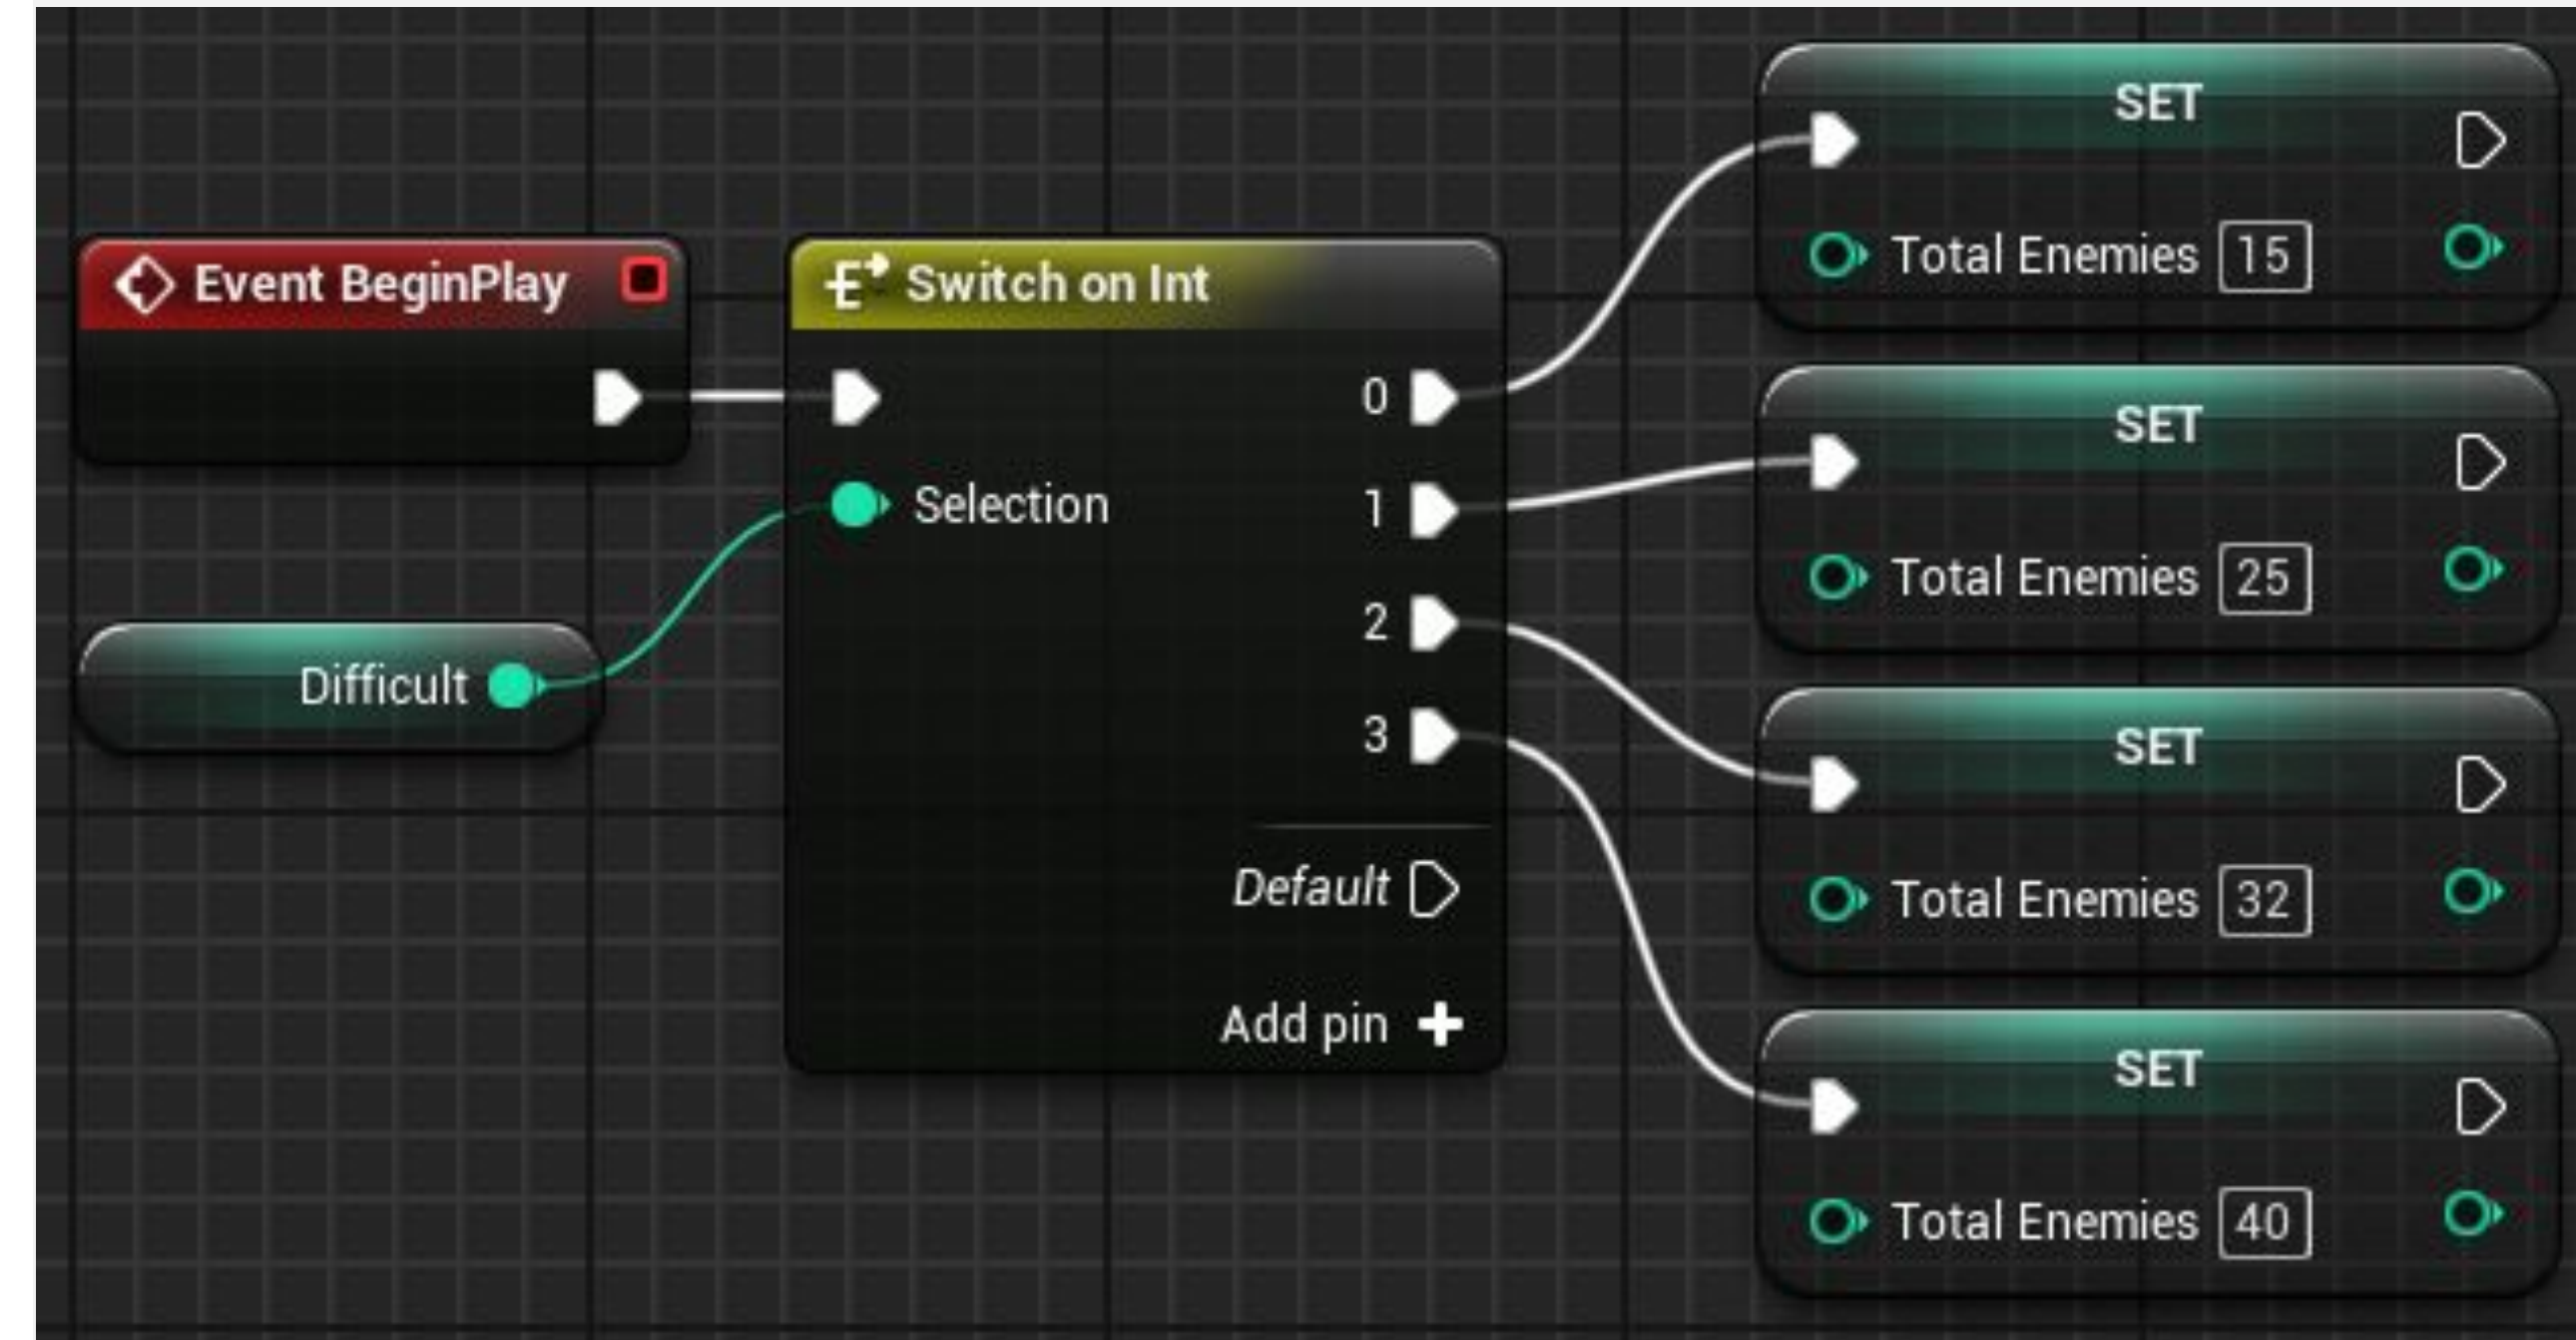 Event BeginPlay
Difficult
Switch on Int
Selection
0
1
2
3
Default
Add pin
SET
Total Enemies 15
SET
Total Enemies 25
SET
Total Enemies 32
SET
Total Enemies 40